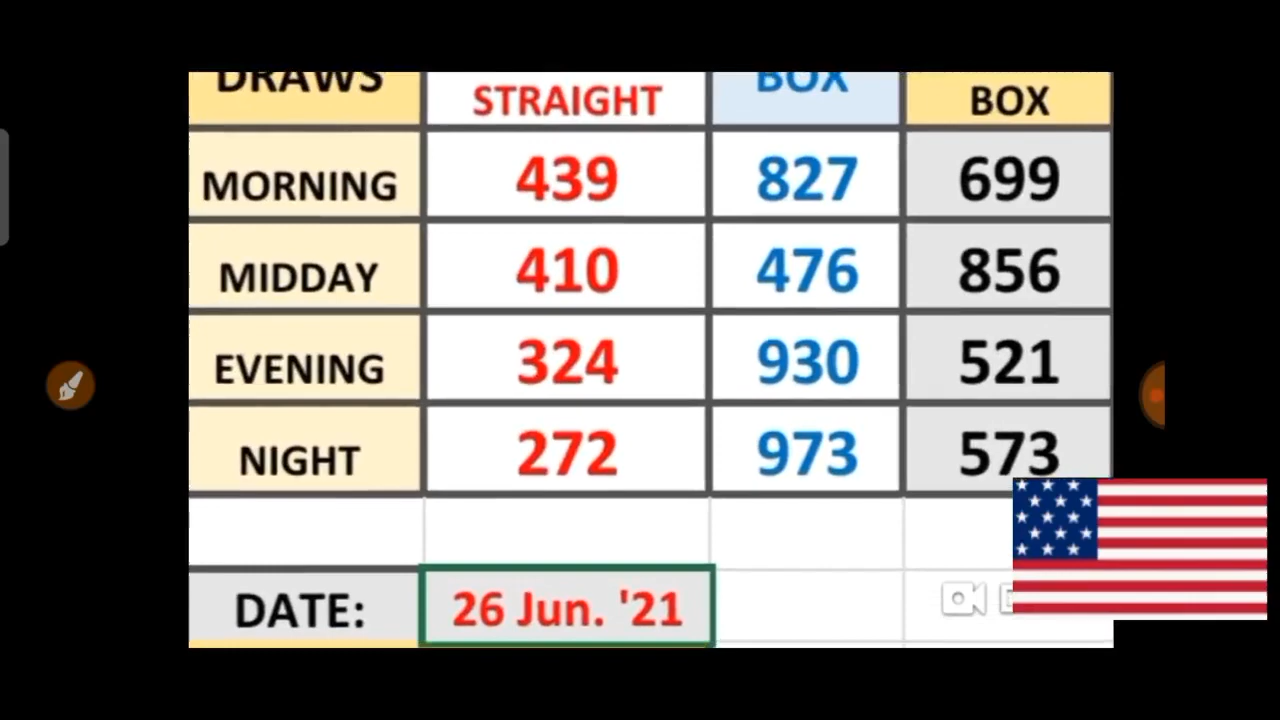 DRAWS STRAIGHT BOX BOX
MORNING 439 827 699
MIDDAY 410 476 856
EVENING 324 930 521
NIGHT 272 973 573
DATE: 26 Jun. '21